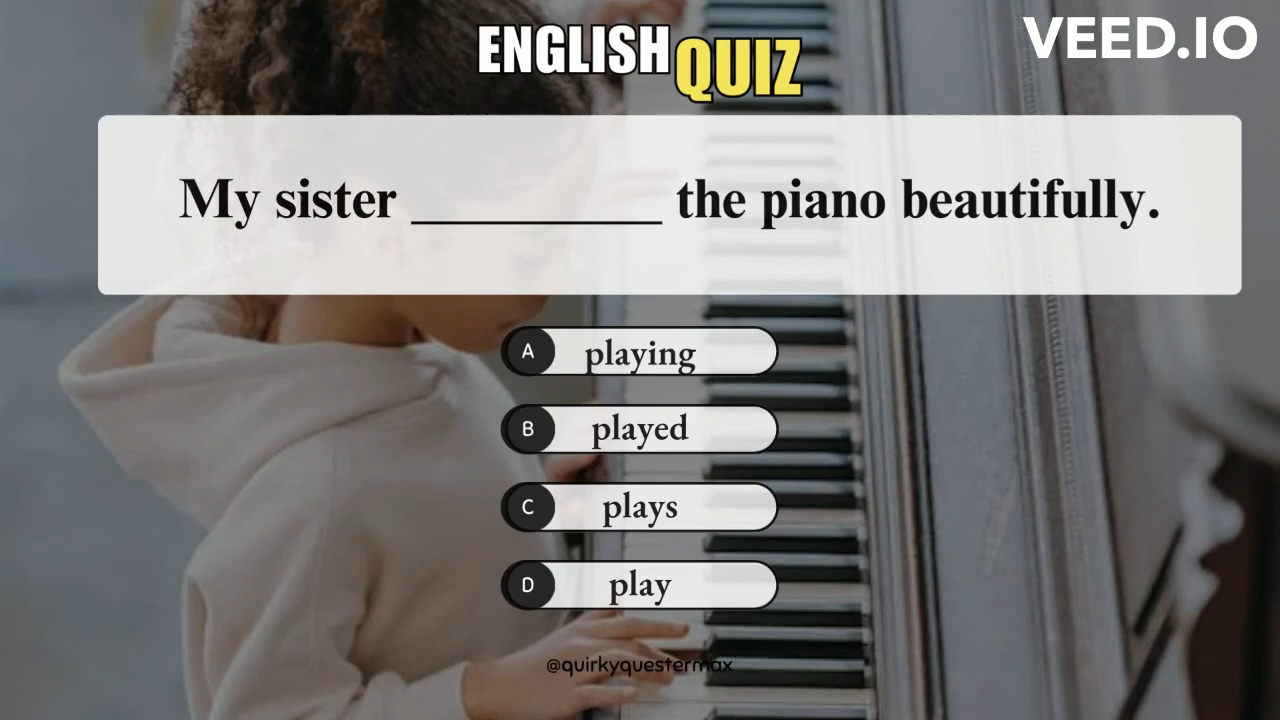 ENGLISH QUIZ
VEED.IO
My sister __________ the piano beautifully.
A playing
B played
C plays
D play
@quirkyquestermax